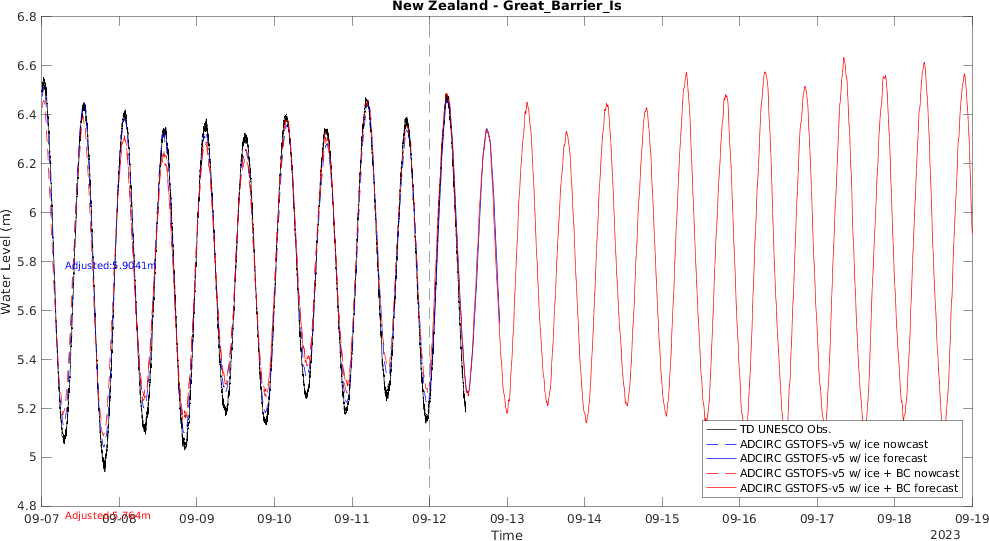 New Zealand - Great_Barrier_Is
6.8
6.6
6.4
6.2
6
5.8
5.6
5.4
5.2
5
4.8
Water Level (m)
Adjusted:5.9041m
Adjusted:5.764m
TD UNESCO Obs.
ADCIRC GSTOFS-v5 w/ ice nowcast
ADCIRC GSTOFS-v5 w/ ice forecast
ADCIRC GSTOFS-v5 w/ ice + BC nowcast
ADCIRC GSTOFS-v5 w/ ice + BC forecast
09-07 09-08 09-09 09-10 09-11 09-12 09-13 09-14 09-15 09-16 09-17 09-18 09-19
Time
2023